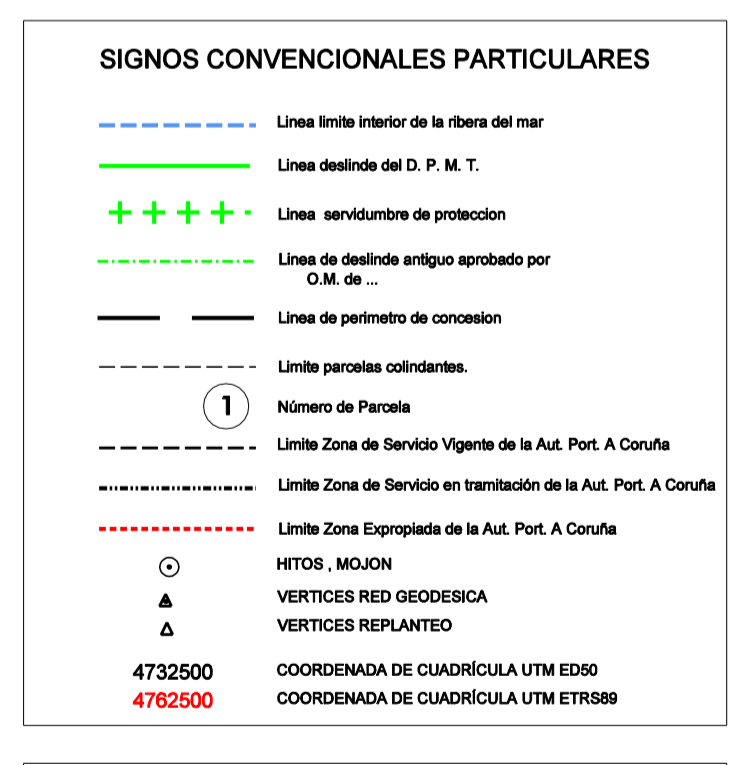 SIGNOS CONVENCIONALES PARTICULARES
Linea limite interior de la ribera del mar
Linea deslinde del D. P. M. T.
Linea servidumbre de proteccion
Linea de deslinde antiguo aprobado por
O.M. de ...
Linea de perimetro de concesion
Limite parcelas colindantes.
1 Número de Parcela
Limite Zona de Servicio Vigente de la Aut. Port. A Coruña
Limite Zona de Servicio en tramitación de la Aut. Port. A Coruña
Limite Zona Expropiada de la Aut. Port. A Coruña
HITOS , MOJON
VERTICES RED GEODESICA
VERTICES REPLANTEO
4732500 COORDENADA DE CUADRÍCULA UTM ED50
4762500 COORDENADA DE CUADRÍCULA UTM ETRS89